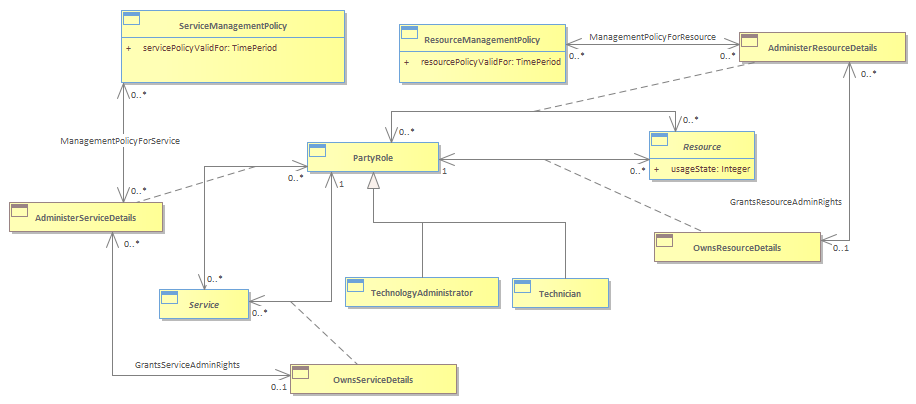 ServiceManagementPolicy
+ servicePolicyValidFor: TimePeriod
ResourceManagementPolicy
+ resourcePolicyValidFor: TimePeriod
ManagementPolicyForResource
0..*
0..*
AdministerResourceDetails
0..*
0..*
ManagementPolicyForService
0..*
0..*
0..*
PartyRole
0..*
1
1
Resource
+ usageState: Integer
0..*
GrantsResourceAdminRights
AdministerServiceDetails
0..*
OwnsResourceDetails
0..1
0..*
Service
0..*
TechnologyAdministrator
Technician
GrantsServiceAdminRights
0..1
OwnsServiceDetails